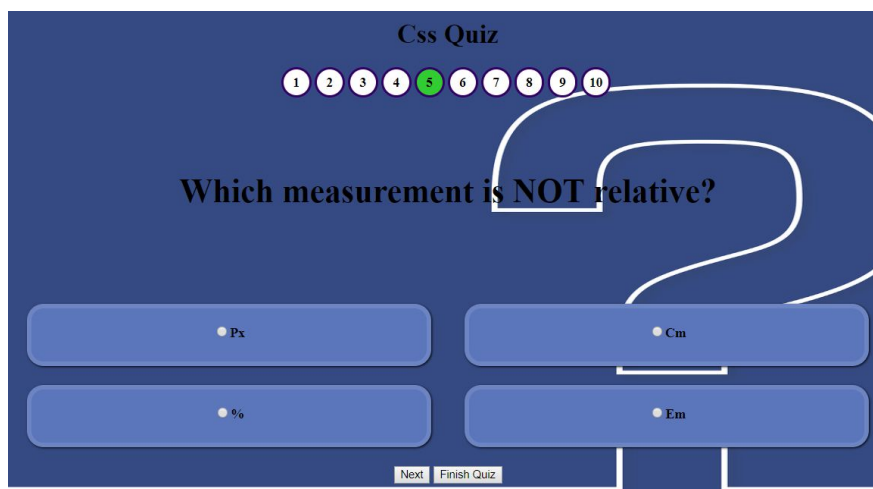 Css Quiz
1 2 3 4 5 6 7 8 9 10
Which measurement is NOT relative?
Px
Cm
%
Em
Next Finish Quiz